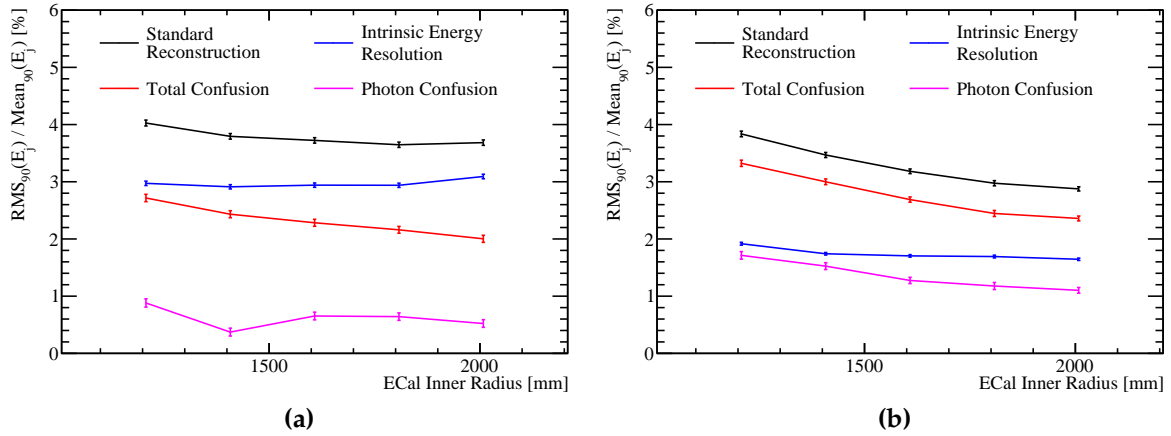 RMS90(Ej) / Mean90(Ej) [%]
6
5
4
3
2
1
0
Standard
Reconstruction
Intrinsic Energy
Resolution
Total Confusion
Photon Confusion
1500
2000
ECal Inner Radius [mm]
(a)
RMS90(Ej) / Mean90(Ej) [%]
6
5
4
3
2
1
0
Standard
Reconstruction
Intrinsic Energy
Resolution
Total Confusion
Photon Confusion
1500
2000
ECal Inner Radius [mm]
(b)